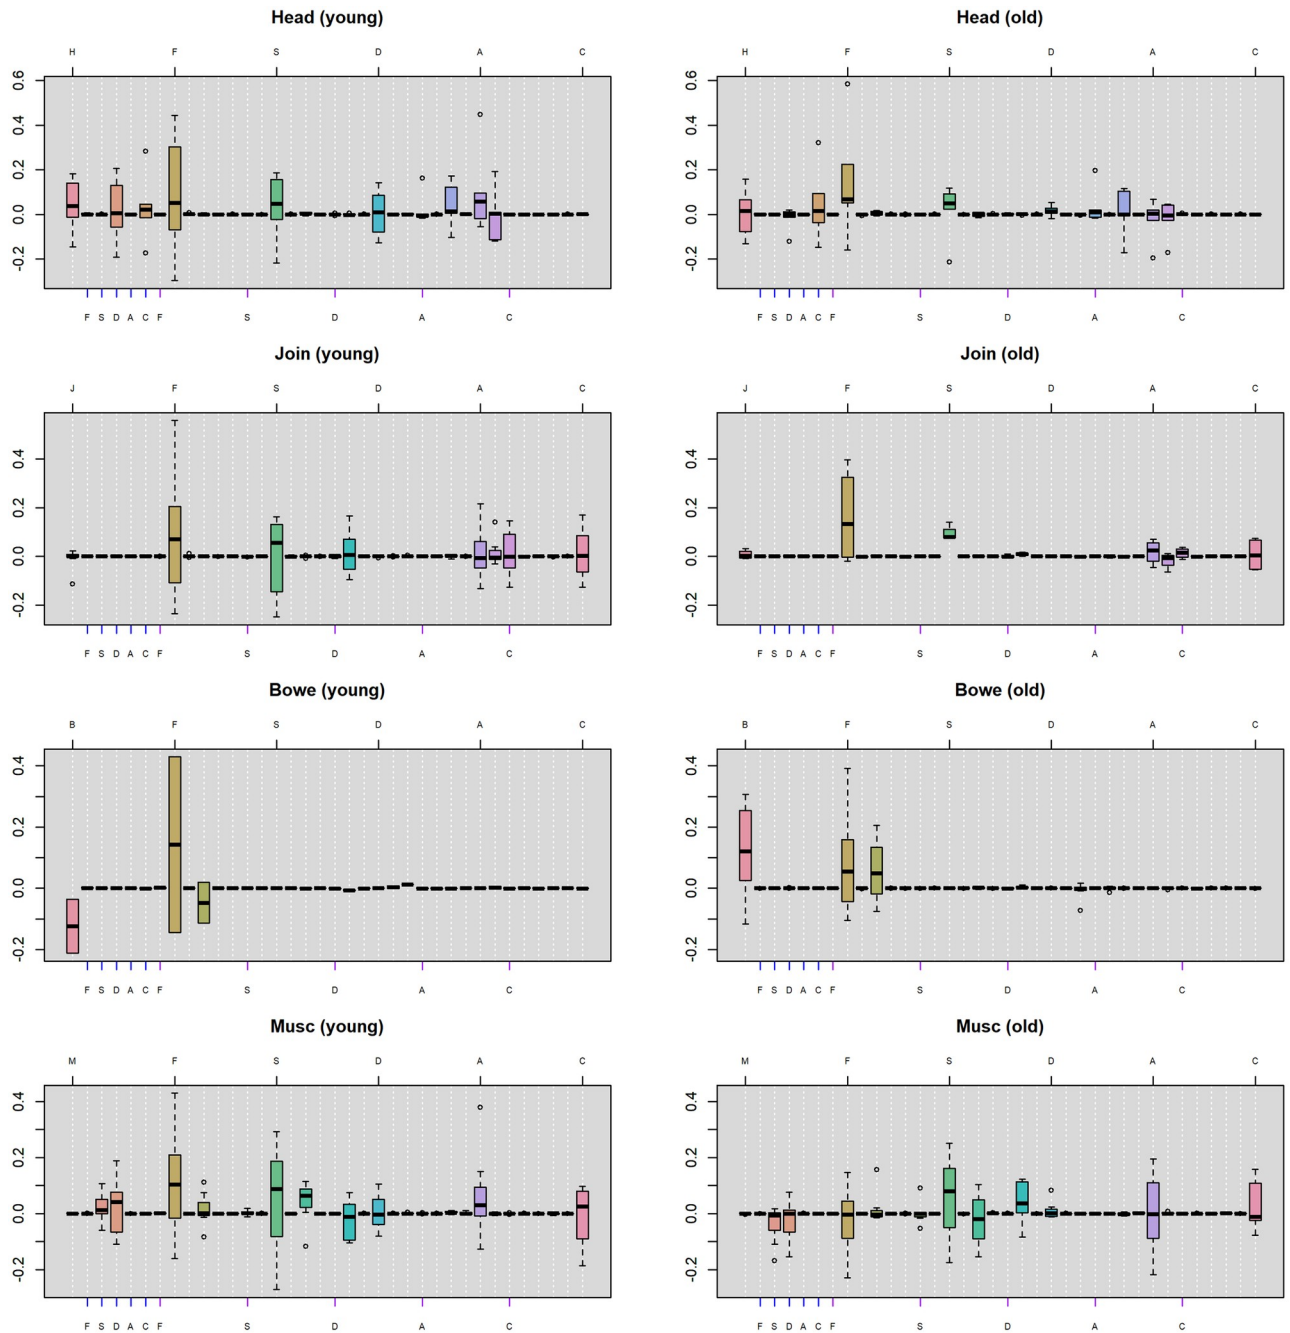 Head (young)
H F S D A C
0.6
0.4
0.2
0.0
-0.2
F S D A C F S D A C
Head (old)
H F S D A C
0.6
0.4
0.2
0.0
-0.2
F S D A C F S D A C
Join (young)
J F S D A C
0.4
0.2
0.0
-0.2
F S D A C F S D A C
Join (old)
J F S D A C
0.4
0.2
0.0
-0.2
F S D A C F S D A C
Bowe (young)
B F S D A C
0.4
0.2
0.0
-0.2
F S D A C F S D A C
Bowe (old)
B F S D A C
0.4
0.2
0.0
-0.2
F S D A C F S D A C
Musc (young)
M F S D A C
0.4
0.2
0.0
-0.2
F S D A C F S D A C
Musc (old)
M F S D A C
0.4
0.2
0.0
-0.2
F S D A C F S D A C